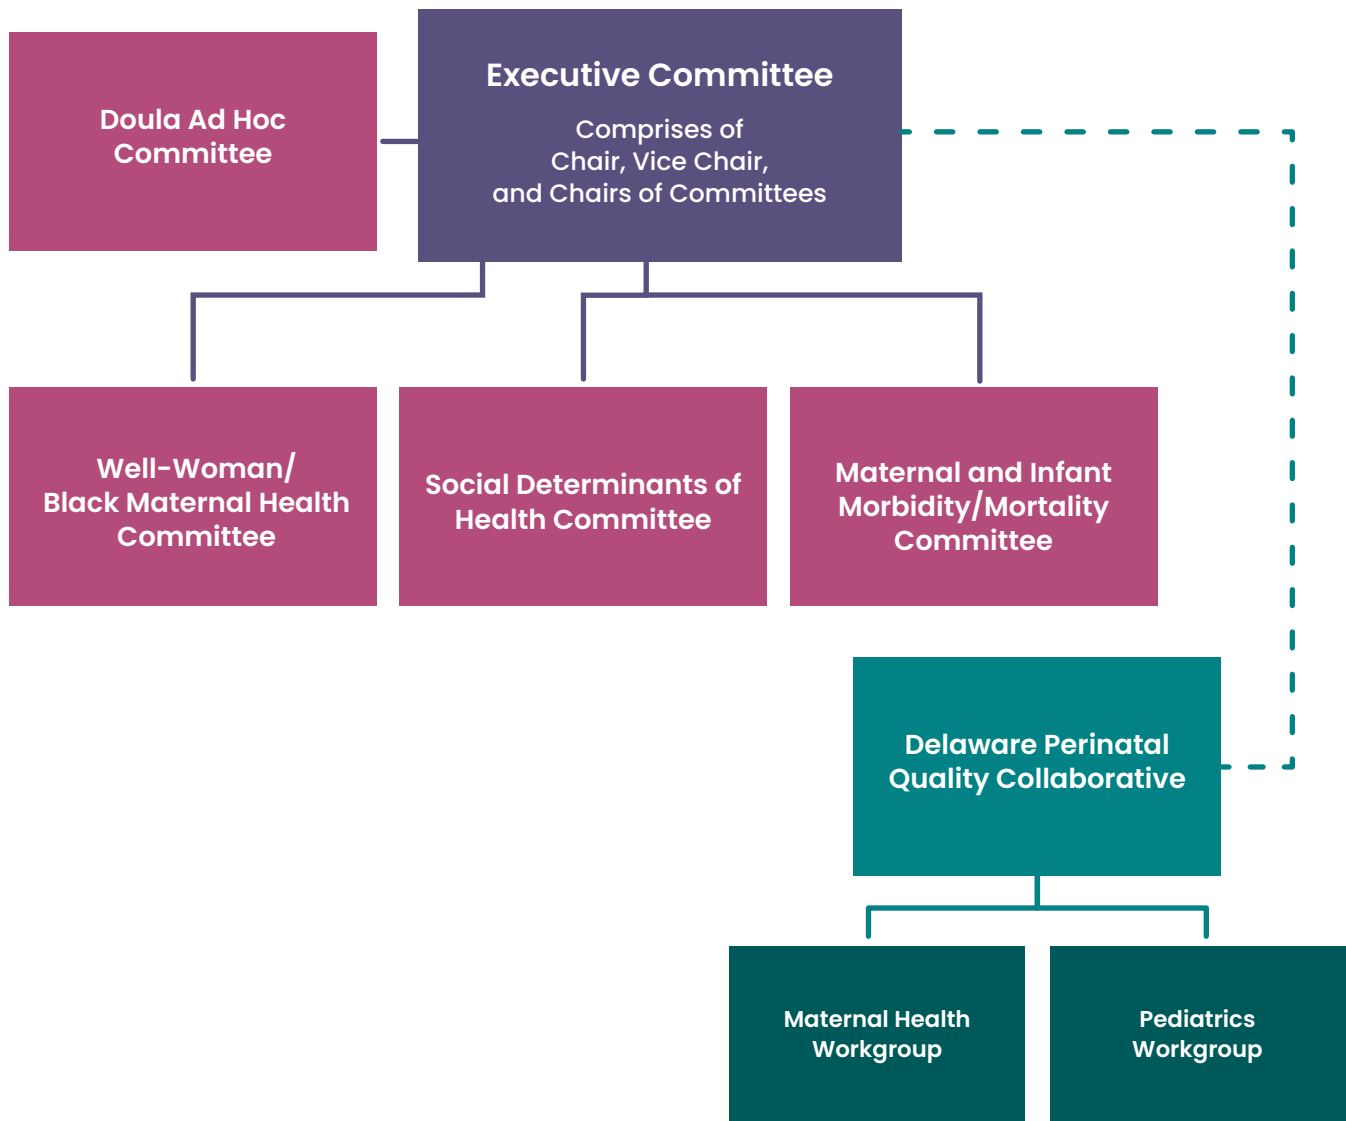 Doula Ad Hoc
Committee
Executive Committee
Comprises of
Chair, Vice Chair,
and Chairs of Committees
Well-Woman/
Black Maternal Health
Committee
Social Determinants of
Health Committee
Maternal and Infant
Morbidity/Mortality
Committee
Delaware Perinatal
Quality Collaborative
Maternal Health
Workgroup
Pediatrics
Workgroup